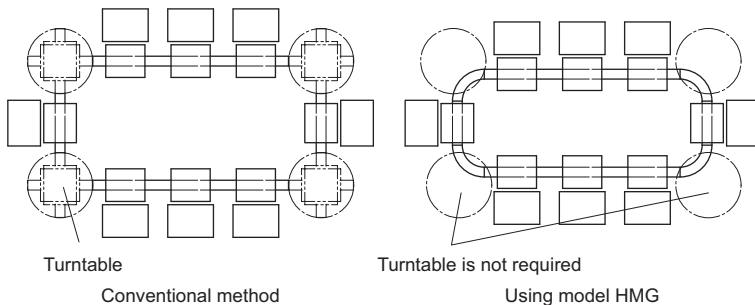 Turntable
Turntable is not required
Conventional method
Using model HMG